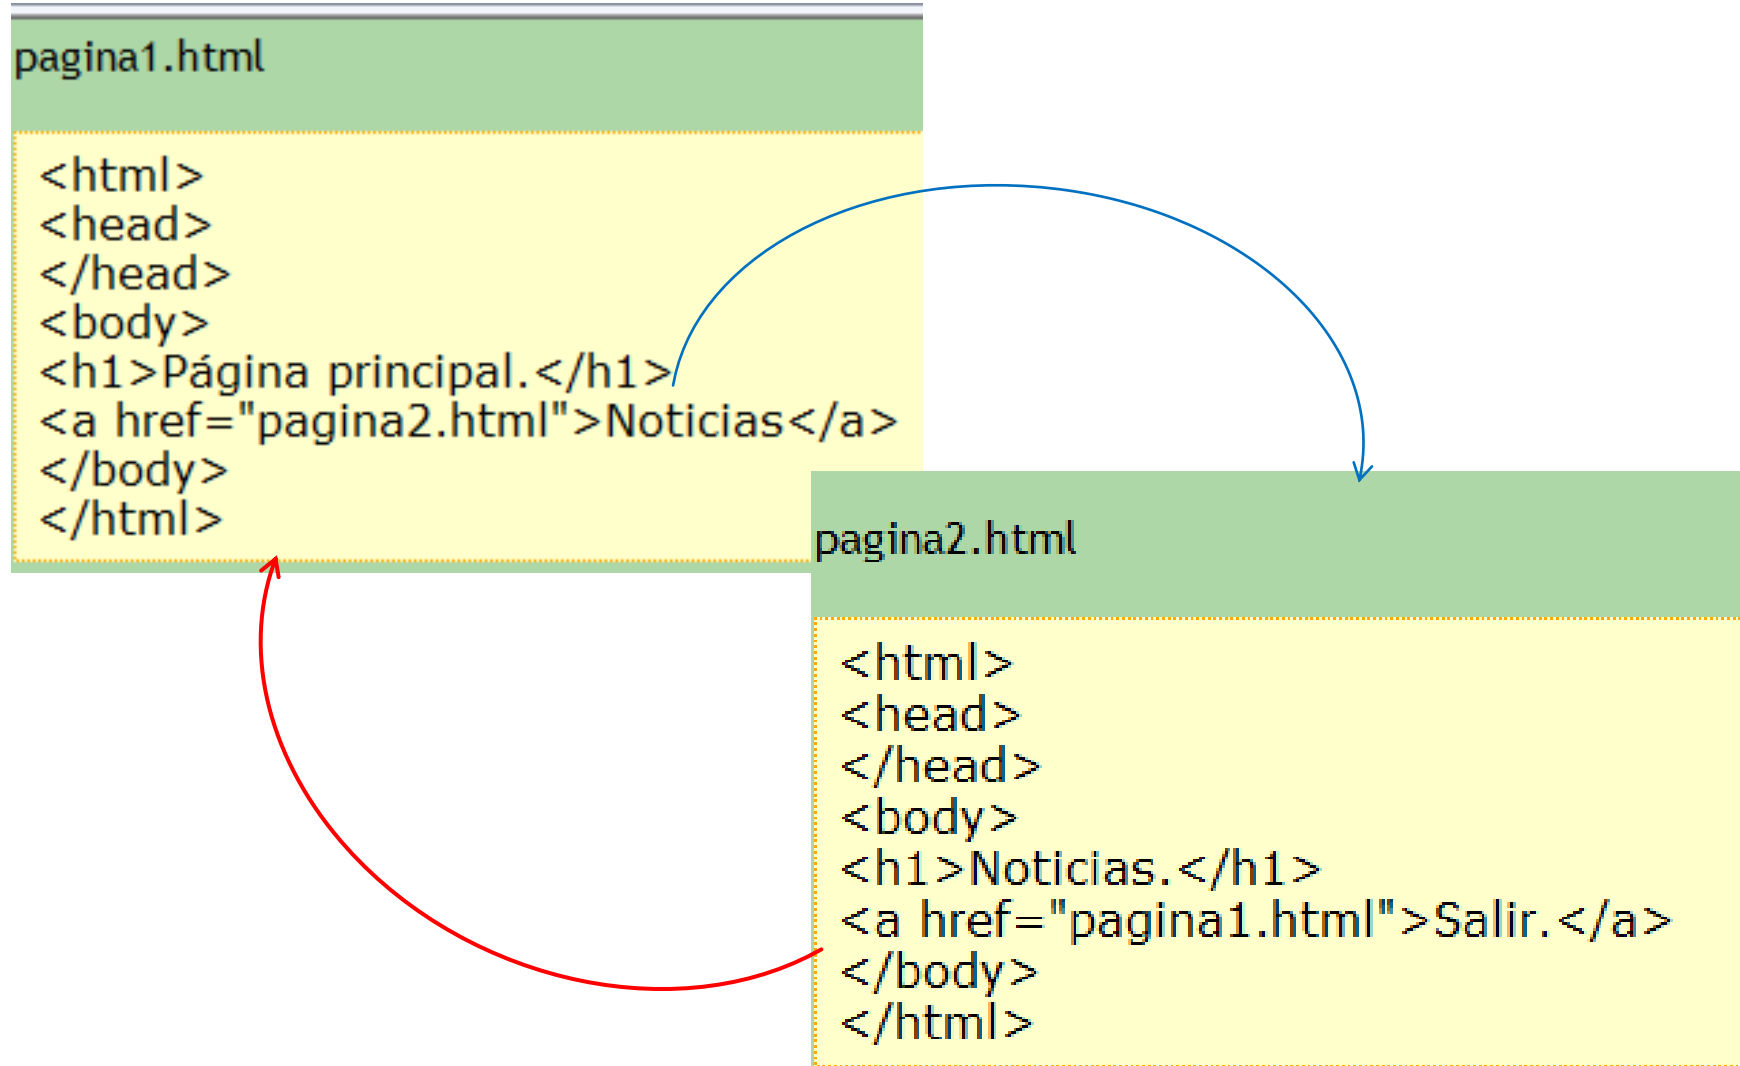 pagina1.html
<html>
<head>
</head>
<body>
<h1>Página principal.</h1>
<a href="pagina2.html">Noticias</a>
</body>
</html>
pagina2.html
<html>
<head>
</head>
<body>
<h1>Noticias.</h1>
<a href="pagina1.html">Salir.</a>
</body>
</html>